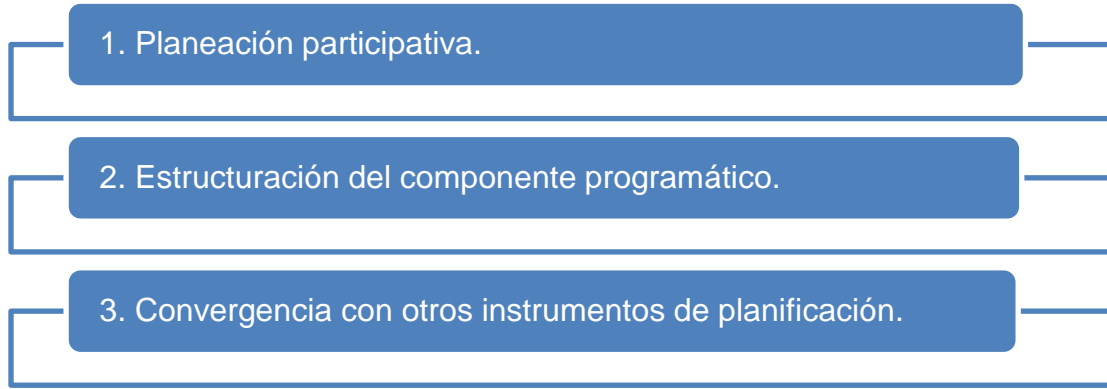 1. Planeación participativa.
2. Estructuración del componente programático.
3. Convergencia con otros instrumentos de planificación.